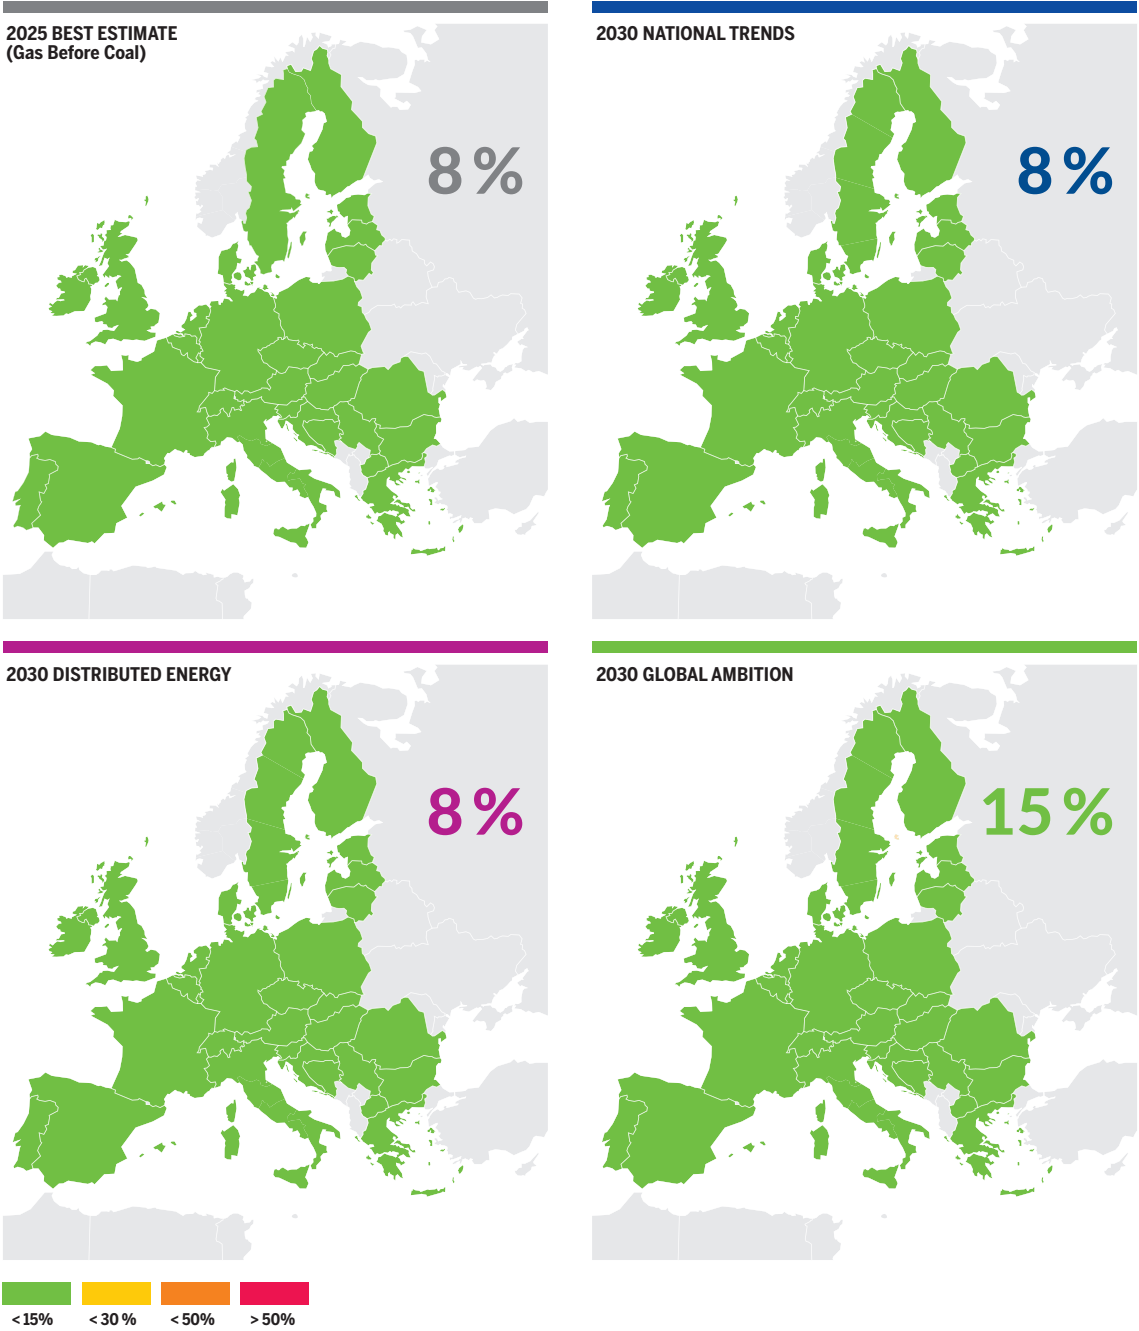 2025 BEST ESTIMATE
(Gas Before Coal)
8 %
2030 NATIONAL TRENDS
8 %
2030 DISTRIBUTED ENERGY
8 %
2030 GLOBAL AMBITION
15 %
< 15%
< 30 %
< 50%
> 50%